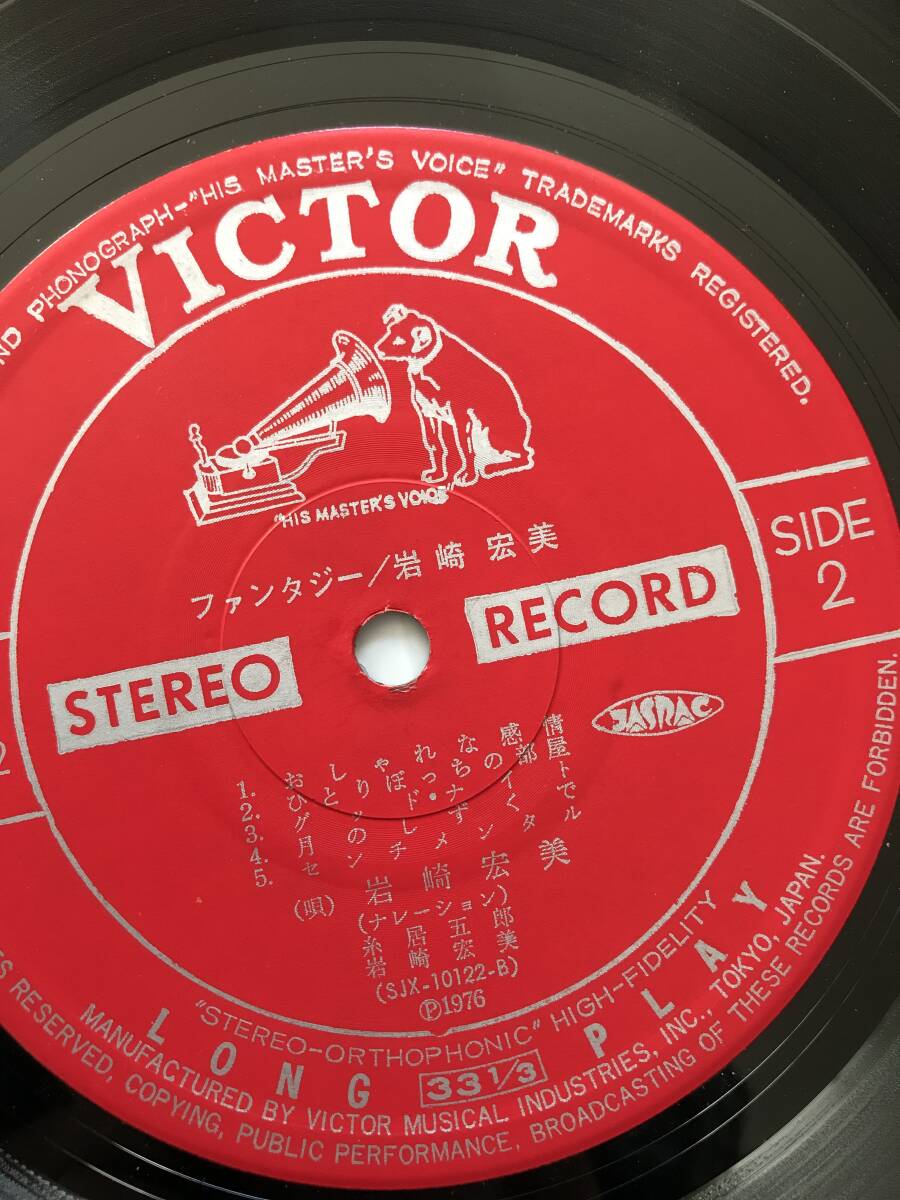 ND PHONOGRAPH-"HIS MASTER'S VOICE" TRADEMARKS REGISTERED.
VICTOR
"HIS MASTER'S VOICE"
ファンタジー/岩崎 宏美
SIDE
2
STEREO
RECORD
JASRAC
1. おしゃれな感情
2. ひとりぼっちの部屋
3. グッド・ナイト
4. 月のしずくで
5. センチメンタル
(唄) 岩崎宏美
(ナレーション)
糸居五郎
岩崎宏美
(SJX-10122-B)
Ⓟ1976
"STEREO-ORTHOPHONIC" HIGH-FIDELITY
LONG 33 1/3 PLAY
MANUFACTURED BY VICTOR MUSICAL INDUSTRIES, INC., TOKYO, JAPAN.
S RESERVED, COPYING, PUBLIC PERFORMANCE, BROADCASTING OF THESE RECORDS ARE FORBIDDEN.